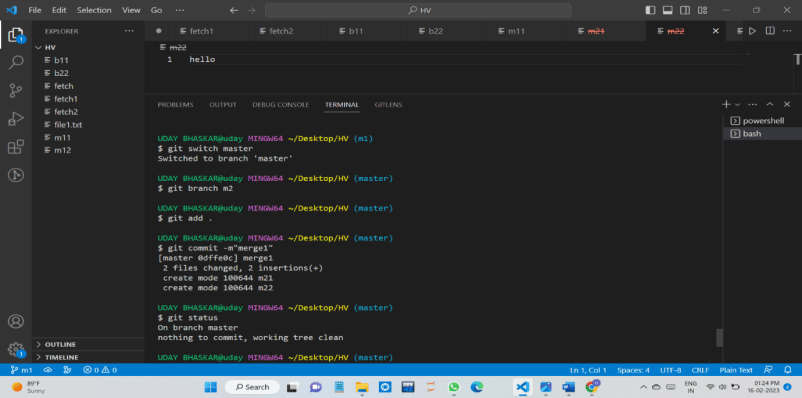 File Edit Selection View Go ··· HV
EXPLORER ···
HV
b11
b22
fetch
fetch1
fetch2
file1.txt
m11
m12
OUTLINE
TIMELINE
fetch1 fetch2 b11 b22 m11 m21 m22
m22
1 hello
PROBLEMS OUTPUT DEBUG CONSOLE TERMINAL GITLENS
powershell
bash
UDAY BHASKAR@uday MINGW64 ~/Desktop/HV (m1)
$ git switch master
Switched to branch 'master'
UDAY BHASKAR@uday MINGW64 ~/Desktop/HV (master)
$ git branch m2
UDAY BHASKAR@uday MINGW64 ~/Desktop/HV (master)
$ git add .
UDAY BHASKAR@uday MINGW64 ~/Desktop/HV (master)
$ git commit -m"merge1"
[master 0dffe0c] merge1
2 files changed, 2 insertions(+)
create mode 100644 m21
create mode 100644 m22
UDAY BHASKAR@uday MINGW64 ~/Desktop/HV (master)
$ git status
On branch master
nothing to commit, working tree clean
UDAY BHASKAR@uday MINGW64 ~/Desktop/HV (master)
m1 0 0 Ln 1, Col 1 Spaces: 4 UTF-8 CRLF Plain Text
89°F
Sunny
Search
ENG
IN
01:24 PM
16-02-2023